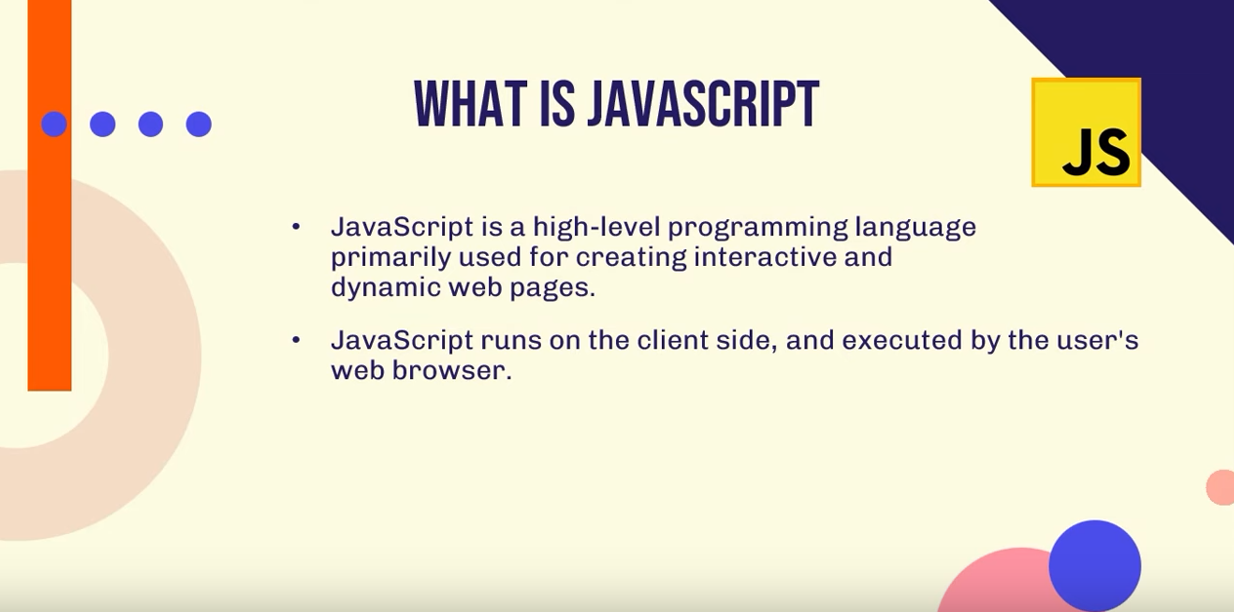 WHAT IS JAVASCRIPT
JS
• JavaScript is a high-level programming language
primarily used for creating interactive and
dynamic web pages.
• JavaScript runs on the client side, and executed by the user's
web browser.